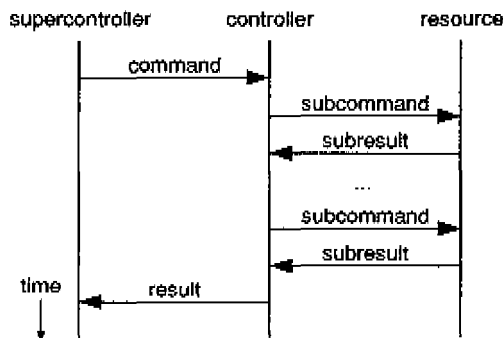 supercontroller controller resource
command
subcommand
subresult
...
subcommand
subresult
time
result